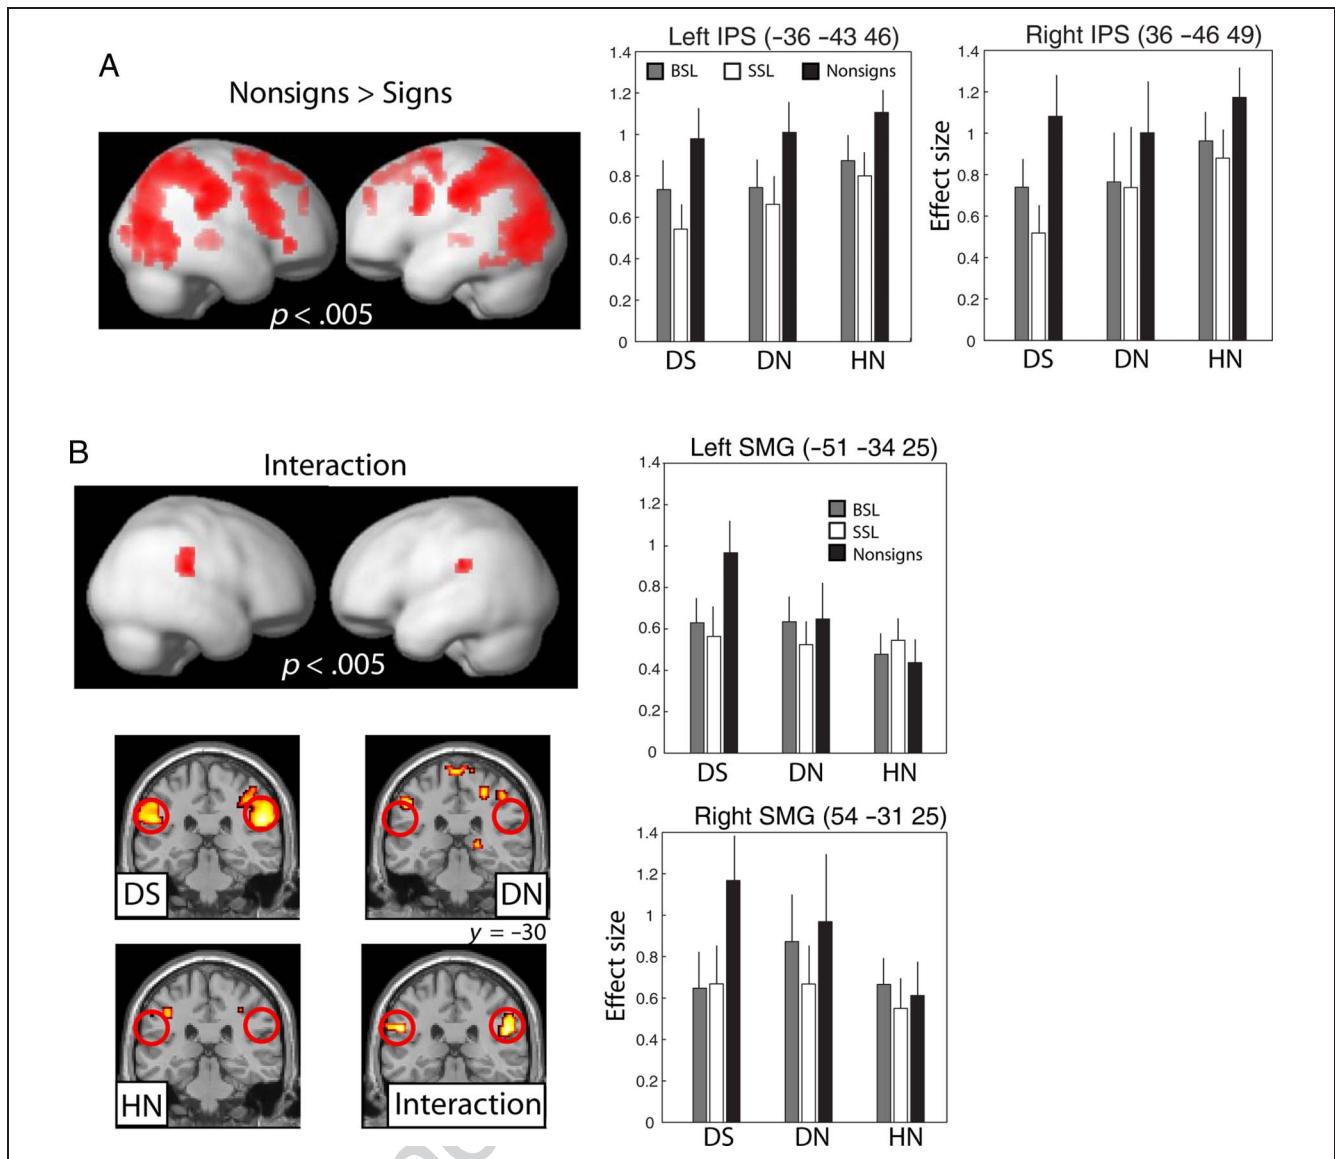 A
Nonsigns > Signs
p < .005
Left IPS (–36 –43 46)
BSL
SSL
Nonsigns
1.4
1.2
1
0.8
0.6
0.4
0.2
0
DS
DN
HN
Right IPS (36 –46 49)
Effect size
1.4
1.2
1
0.8
0.6
0.4
0.2
0
DS
DN
HN
B
Interaction
p < .005
Left SMG (–51 –34 25)
BSL
SSL
Nonsigns
1.4
1.2
1
0.8
0.6
0.4
0.2
0
DS
DN
HN
DS
DN
y = –30
HN
Interaction
Right SMG (54 –31 25)
Effect size
1.4
1.2
1
0.8
0.6
0.4
0.2
0
DS
DN
HN